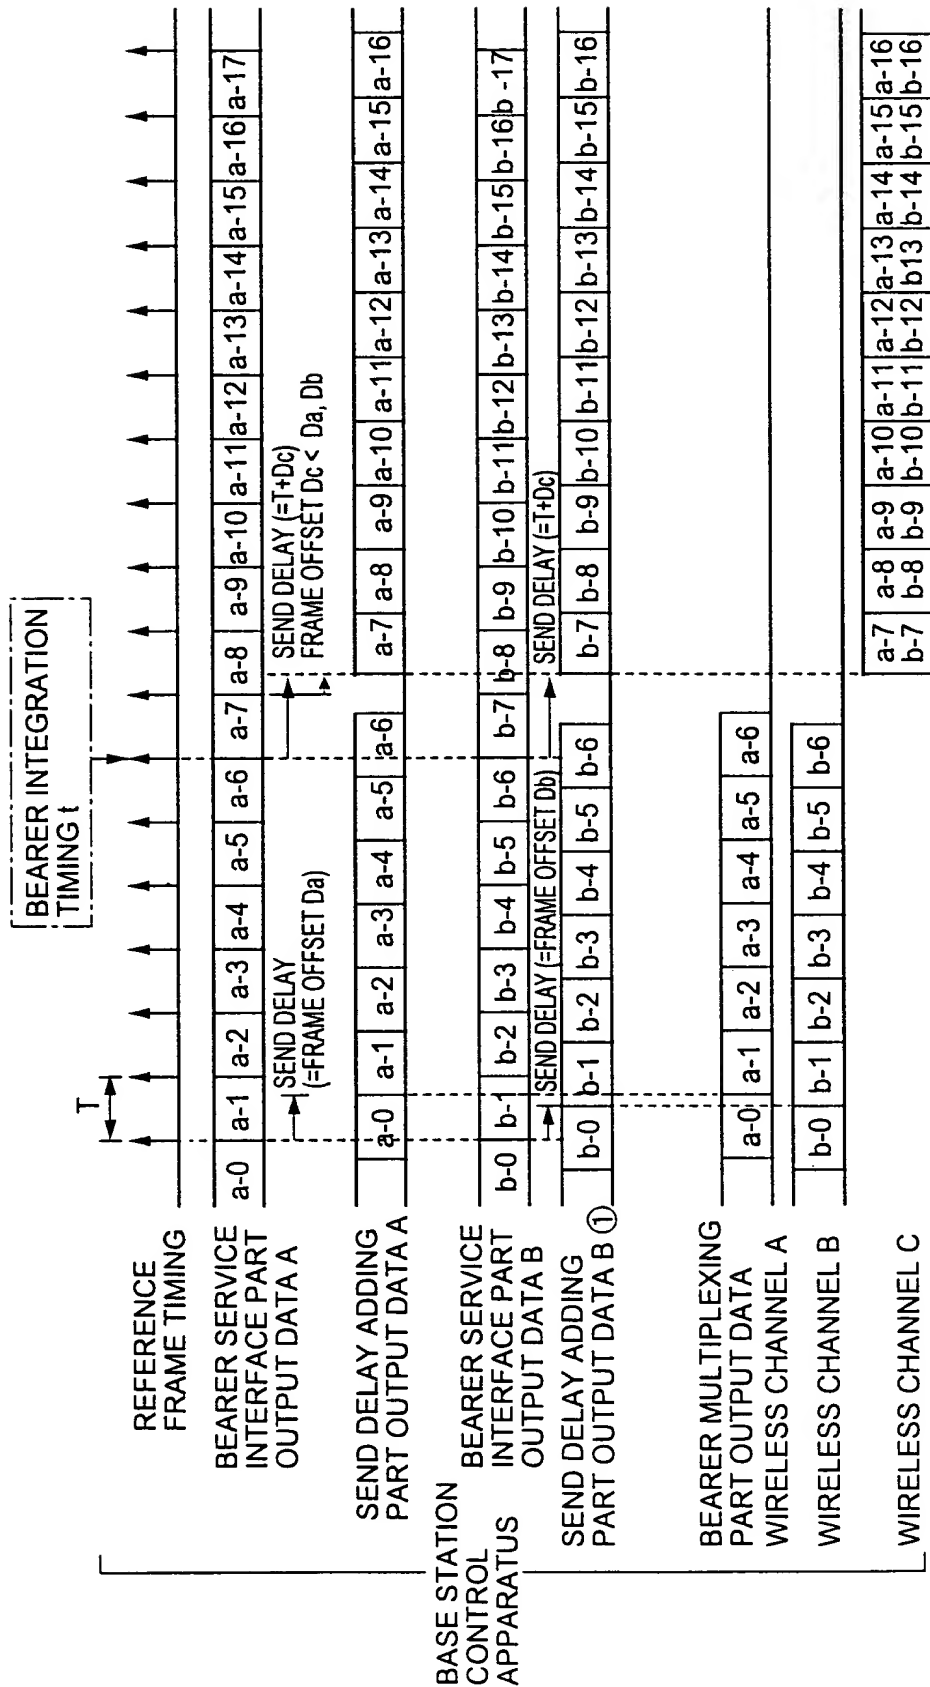 BEARER INTEGRATION
TIMING t
T
REFERENCE
FRAME TIMING
BEARER SERVICE
INTERFACE PART
OUTPUT DATA A
a-0 a-1 a-2 a-3 a-4 a-5 a-6 a-7 a-8 a-9 a-10 a-11 a-12 a-13 a-14 a-15 a-16 a-17
SEND DELAY
(=FRAME OFFSET Da)
SEND DELAY (=T+Dc)
FRAME OFFSET Dc < Da, Db
SEND DELAY ADDING
PART OUTPUT DATA A
a-0 a-1 a-2 a-3 a-4 a-5 a-6 a-7 a-8 a-9 a-10 a-11 a-12 a-13 a-14 a-15 a-16
BASE STATION
CONTROL
APPARATUS
BEARER SERVICE
INTERFACE PART
OUTPUT DATA B
b-0 b-1 b-2 b-3 b-4 b-5 b-6 b-7 b-8 b-9 b-10 b-11 b-12 b-13 b-14 b-15 b-16 b -17
SEND DELAY (=FRAME OFFSET Db)
SEND DELAY (=T+Dc)
SEND DELAY ADDING
PART OUTPUT DATA B ①
b-0 b-1 b-2 b-3 b-4 b-5 b-6 b-7 b-8 b-9 b-10 b-11 b-12 b-13 b-14 b-15 b-16
BEARER MULTIPLEXING
PART OUTPUT DATA
WIRELESS CHANNEL A
a-0 a-1 a-2 a-3 a-4 a-5 a-6
WIRELESS CHANNEL B
b-0 b-1 b-2 b-3 b-4 b-5 b-6
WIRELESS CHANNEL C
a-7 a-8 a-9 a-10 a-11 a-12 a-13 a-14 a-15 a-16
b-7 b-8 b-9 b-10 b-11 b-12 b13 b-14 b-15 b-16